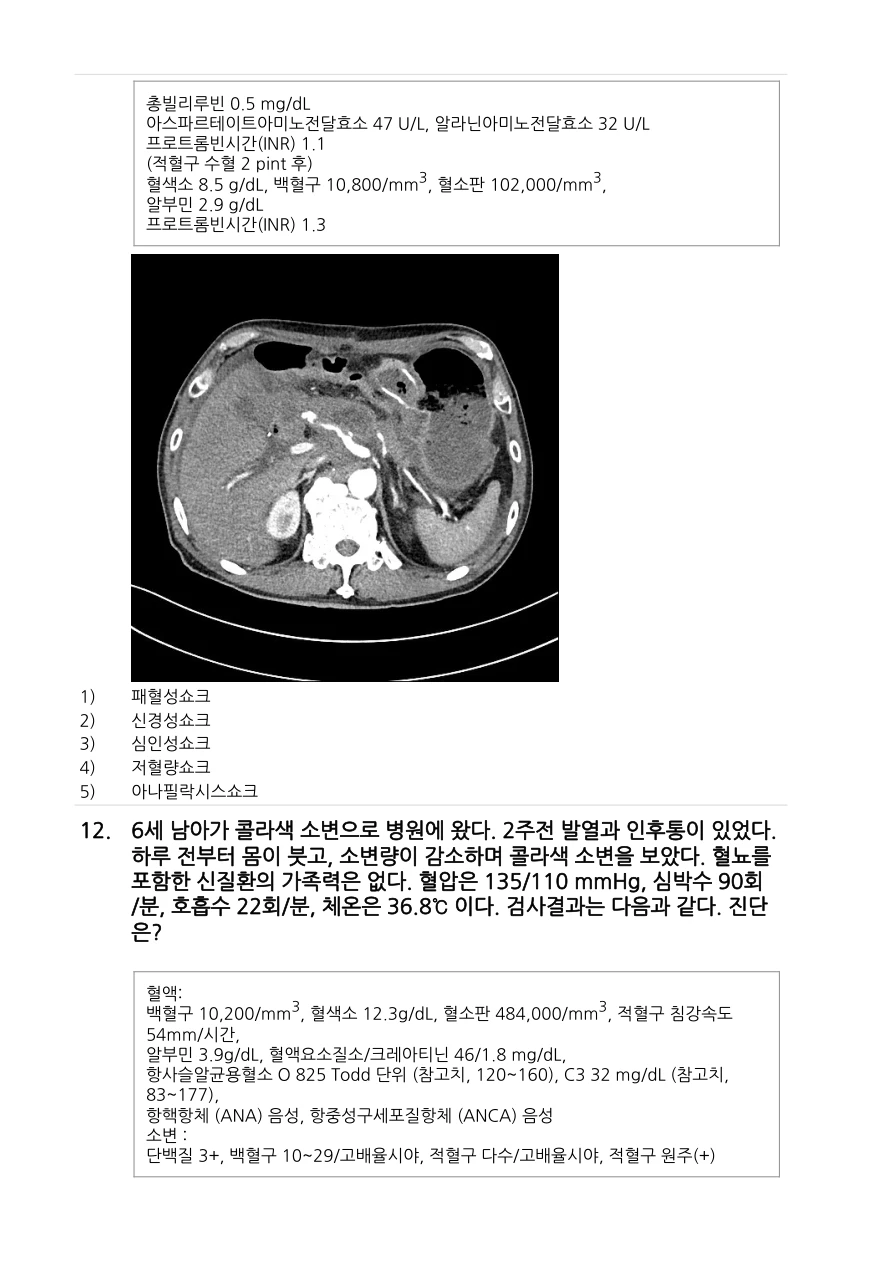 총빌리루빈 0.5 mg/dL
아스파르테이트아미노전달효소 47 U/L, 알라닌아미노전달효소 32 U/L
프로트롬빈시간(INR) 1.1
(적혈구 수혈 2 pint 후)
혈색소 8.5 g/dL, 백혈구 10,800/mm³, 혈소판 102,000/mm³,
알부민 2.9 g/dL
프로트롬빈시간(INR) 1.3
1) 패혈성쇼크
2) 신경성쇼크
3) 심인성쇼크
4) 저혈량쇼크
5) 아나필락시스쇼크
12. 6세 남아가 콜라색 소변으로 병원에 왔다. 2주전 발열과 인후통이 있었다.
하루 전부터 몸이 붓고, 소변량이 감소하며 콜라색 소변을 보았다. 혈뇨를
포함한 신질환의 가족력은 없다. 혈압은 135/110 mmHg, 심박수 90회
/분, 호흡수 22회/분, 체온은 36.8℃ 이다. 검사결과는 다음과 같다. 진단
은?
혈액:
백혈구 10,200/mm³, 혈색소 12.3g/dL, 혈소판 484,000/mm³, 적혈구 침강속도
54mm/시간,
알부민 3.9g/dL, 혈액요소질소/크레아티닌 46/1.8 mg/dL,
항사슬알균용혈소 O 825 Todd 단위 (참고치, 120~160), C3 32 mg/dL (참고치,
83~177),
항핵항체 (ANA) 음성, 항중성구세포질항체 (ANCA) 음성
소변 :
단백질 3+, 백혈구 10~29/고배율시야, 적혈구 다수/고배율시야, 적혈구 원주(+)